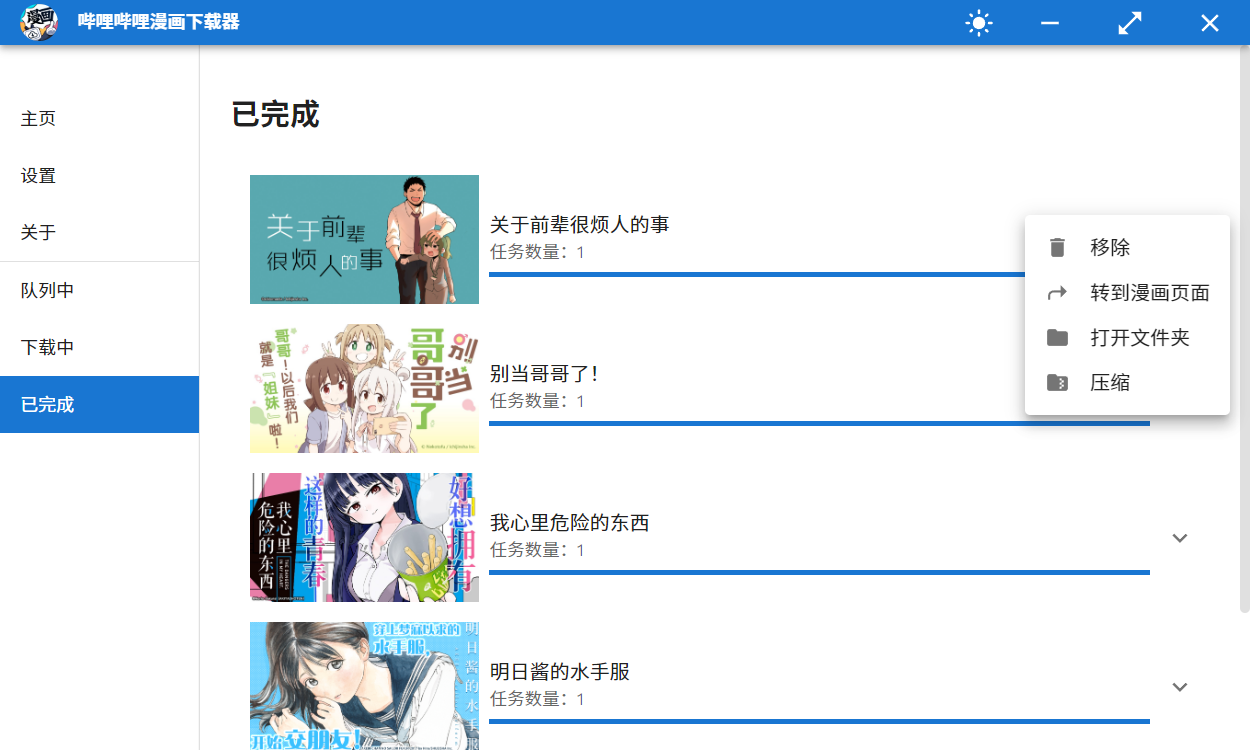 哔哩哔哩漫画下载器
主页
设置
关于
队列中
下载中
已完成
已完成
关于前辈
很烦人的事
关于前辈很烦人的事
任务数量：1
移除
转到漫画页面
打开文件夹
压缩
哥哥！以后我们
就是『姐妹』啦！
别当
哥哥
了
别当哥哥了！
任务数量：1
我心里
危险的东西
这样的青春
好想拥有
我心里危险的东西
任务数量：1
穿上梦寐以求的
水手服，
明日酱的水手服
开始交朋友！
明日酱的水手服
任务数量：1